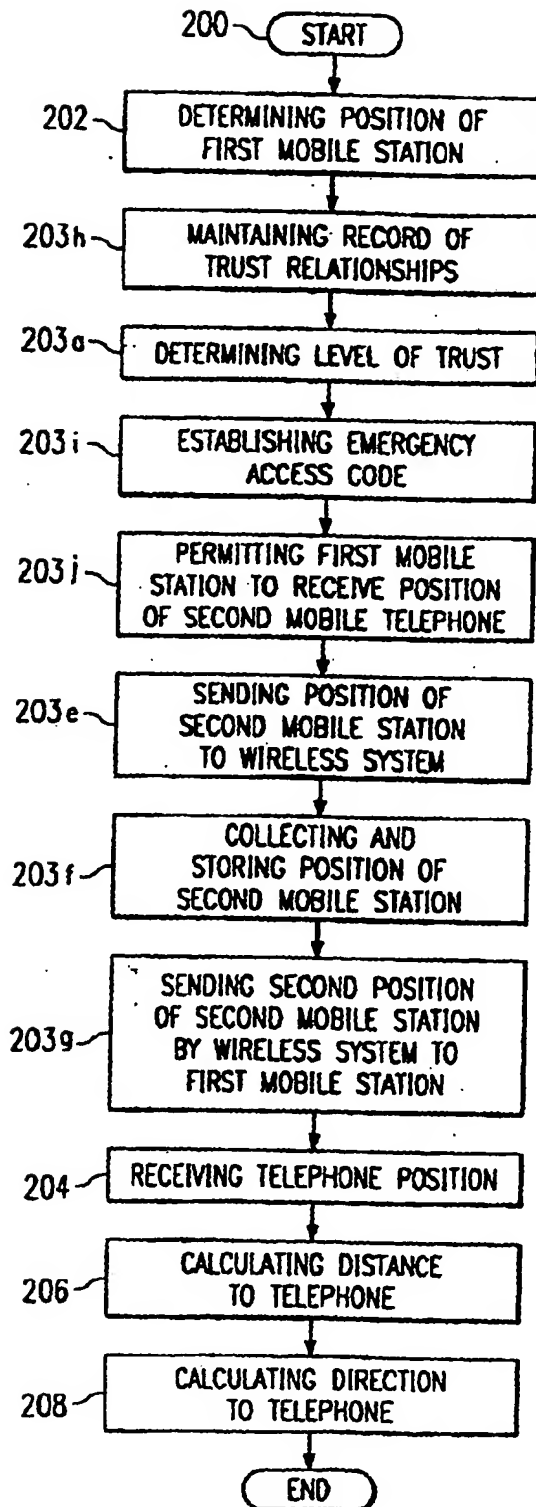 200
START
202
DETERMINING POSITION OF
FIRST MOBILE STATION
203h
MAINTAINING RECORD OF
TRUST RELATIONSHIPS
203a
DETERMINING LEVEL OF TRUST
203i
ESTABLISHING EMERGENCY
ACCESS CODE
203j
PERMITTING FIRST MOBILE
STATION TO RECEIVE POSITION
OF SECOND MOBILE TELEPHONE
203e
SENDING POSITION OF
SECOND MOBILE STATION
TO WIRELESS SYSTEM
203f
COLLECTING AND
STORING POSITION OF
SECOND MOBILE STATION
203g
SENDING SECOND POSITION
OF SECOND MOBILE STATION
BY WIRELESS SYSTEM TO
FIRST MOBILE STATION
204
RECEIVING TELEPHONE POSITION
206
CALCULATING DISTANCE
TO TELEPHONE
208
CALCULATING DIRECTION
TO TELEPHONE
END